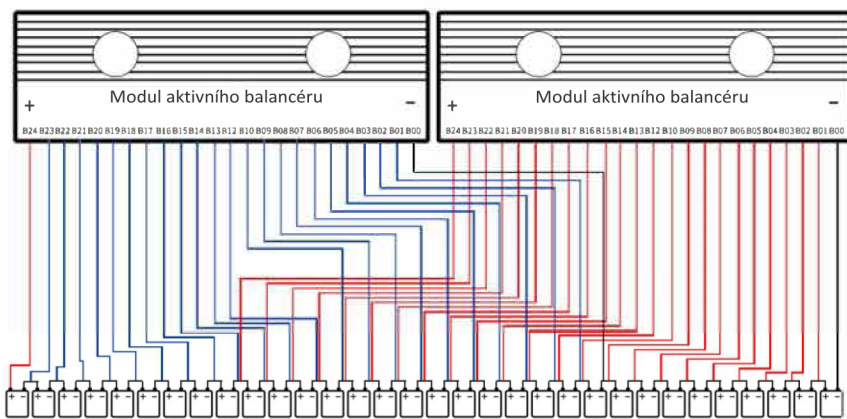 Modul aktivního balancéru Modul aktivního balancéru
+ - + -
B24 B23 B22 B21 B20 B19 B18 B17 B16 B15 B14 B13 B12 B10 B09 B08 B07 B06 B05 B04 B03 B02 B01 B00 B24 B23 B22 B21 B20 B19 B18 B17 B16 B15 B14 B13 B12 B10 B09 B08 B07 B06 B05 B04 B03 B02 B01 B00
+ - + - + - + - + - + - + - + - + - + - + - + - + - + - + - + - + - + - + - + - + - + - + - + - + - + - + - + - + - + - + - + -